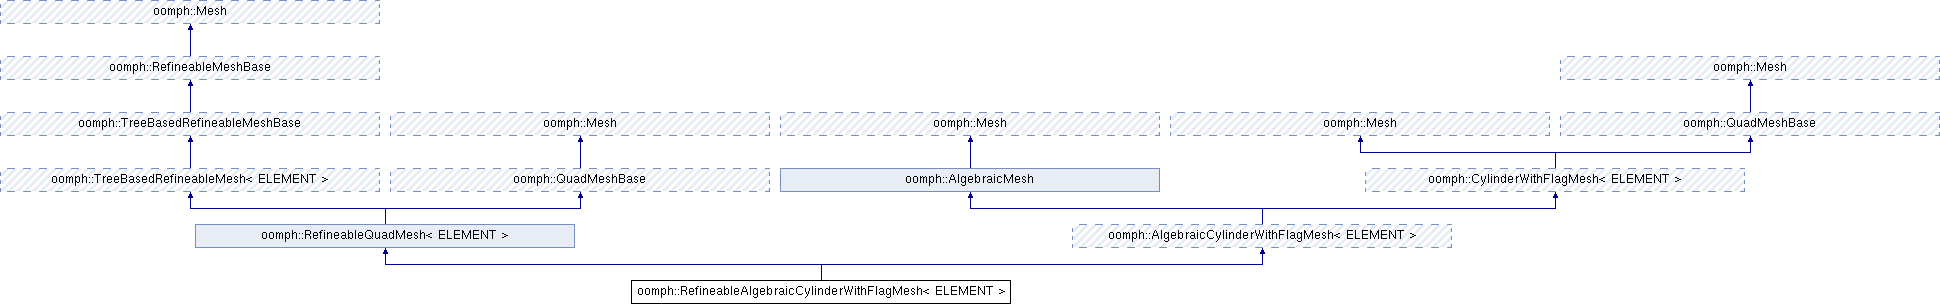 oomph::Mesh
oomph::RefineableMeshBase
oomph::Mesh
oomph::TreeBasedRefineableMeshBase
oomph::Mesh
oomph::Mesh
oomph::Mesh
oomph::QuadMeshBase
oomph::TreeBasedRefineableMesh< ELEMENT >
oomph::QuadMeshBase
oomph::AlgebraicMesh
oomph::CylinderWithFlagMesh< ELEMENT >
oomph::RefineableQuadMesh< ELEMENT >
oomph::AlgebraicCylinderWithFlagMesh< ELEMENT >
oomph::RefineableAlgebraicCylinderWithFlagMesh< ELEMENT >